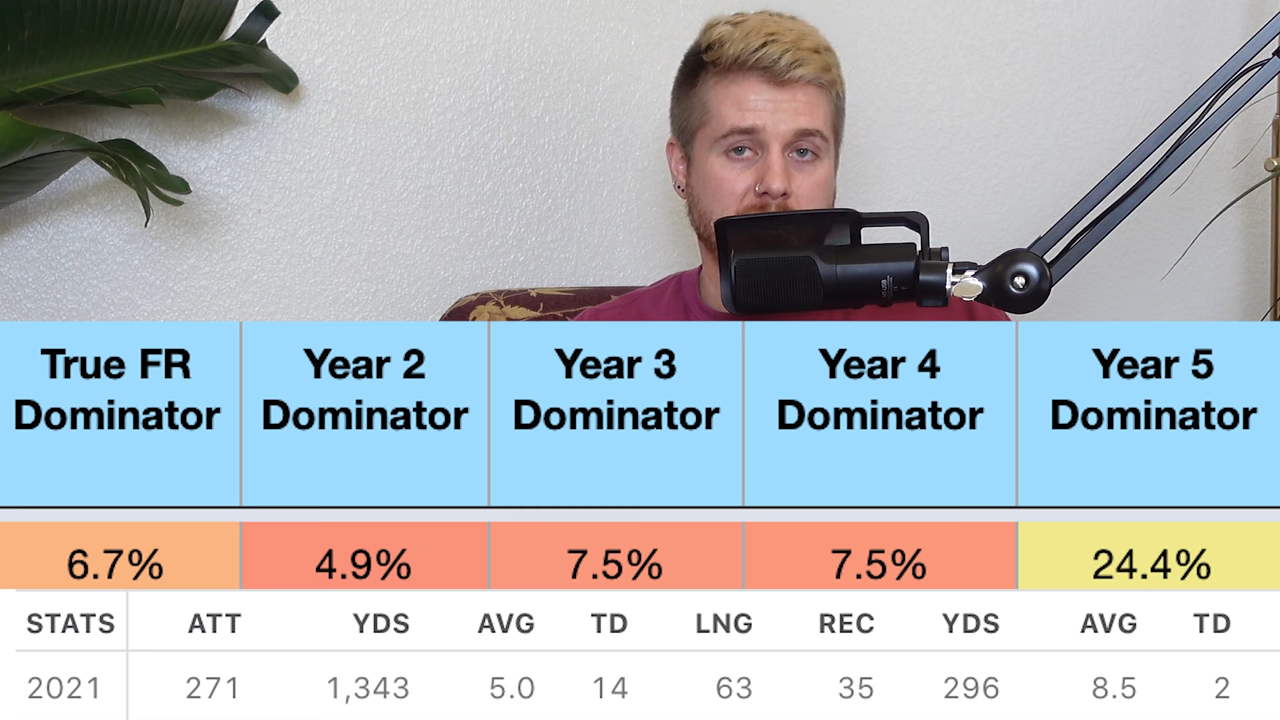 True FR Dominator
Year 2 Dominator
Year 3 Dominator
Year 4 Dominator
Year 5 Dominator
6.7% 4.9% 7.5% 7.5% 24.4%
STATS ATT YDS AVG TD LNG REC YDS AVG TD
2021 271 1,343 5.0 14 63 35 296 8.5 2